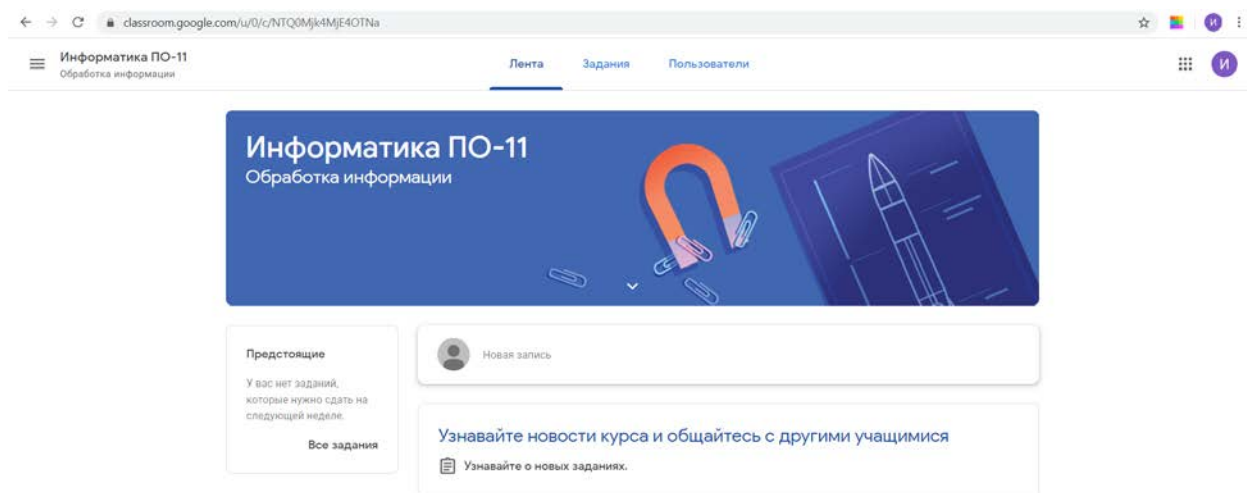 classroom.google.com/u/0/c/NTQ0Mjk4MjE4OTNa
И
Информатика ПО-11
Обработка информации
Лента Задания Пользователи
И
Информатика ПО-11
Обработка информации
Предстоящие
У вас нет заданий,
которые нужно сдать на
следующей неделе.
Все задания
Новая запись
Узнавайте новости курса и общайтесь с другими учащимися
Узнавайте о новых заданиях.